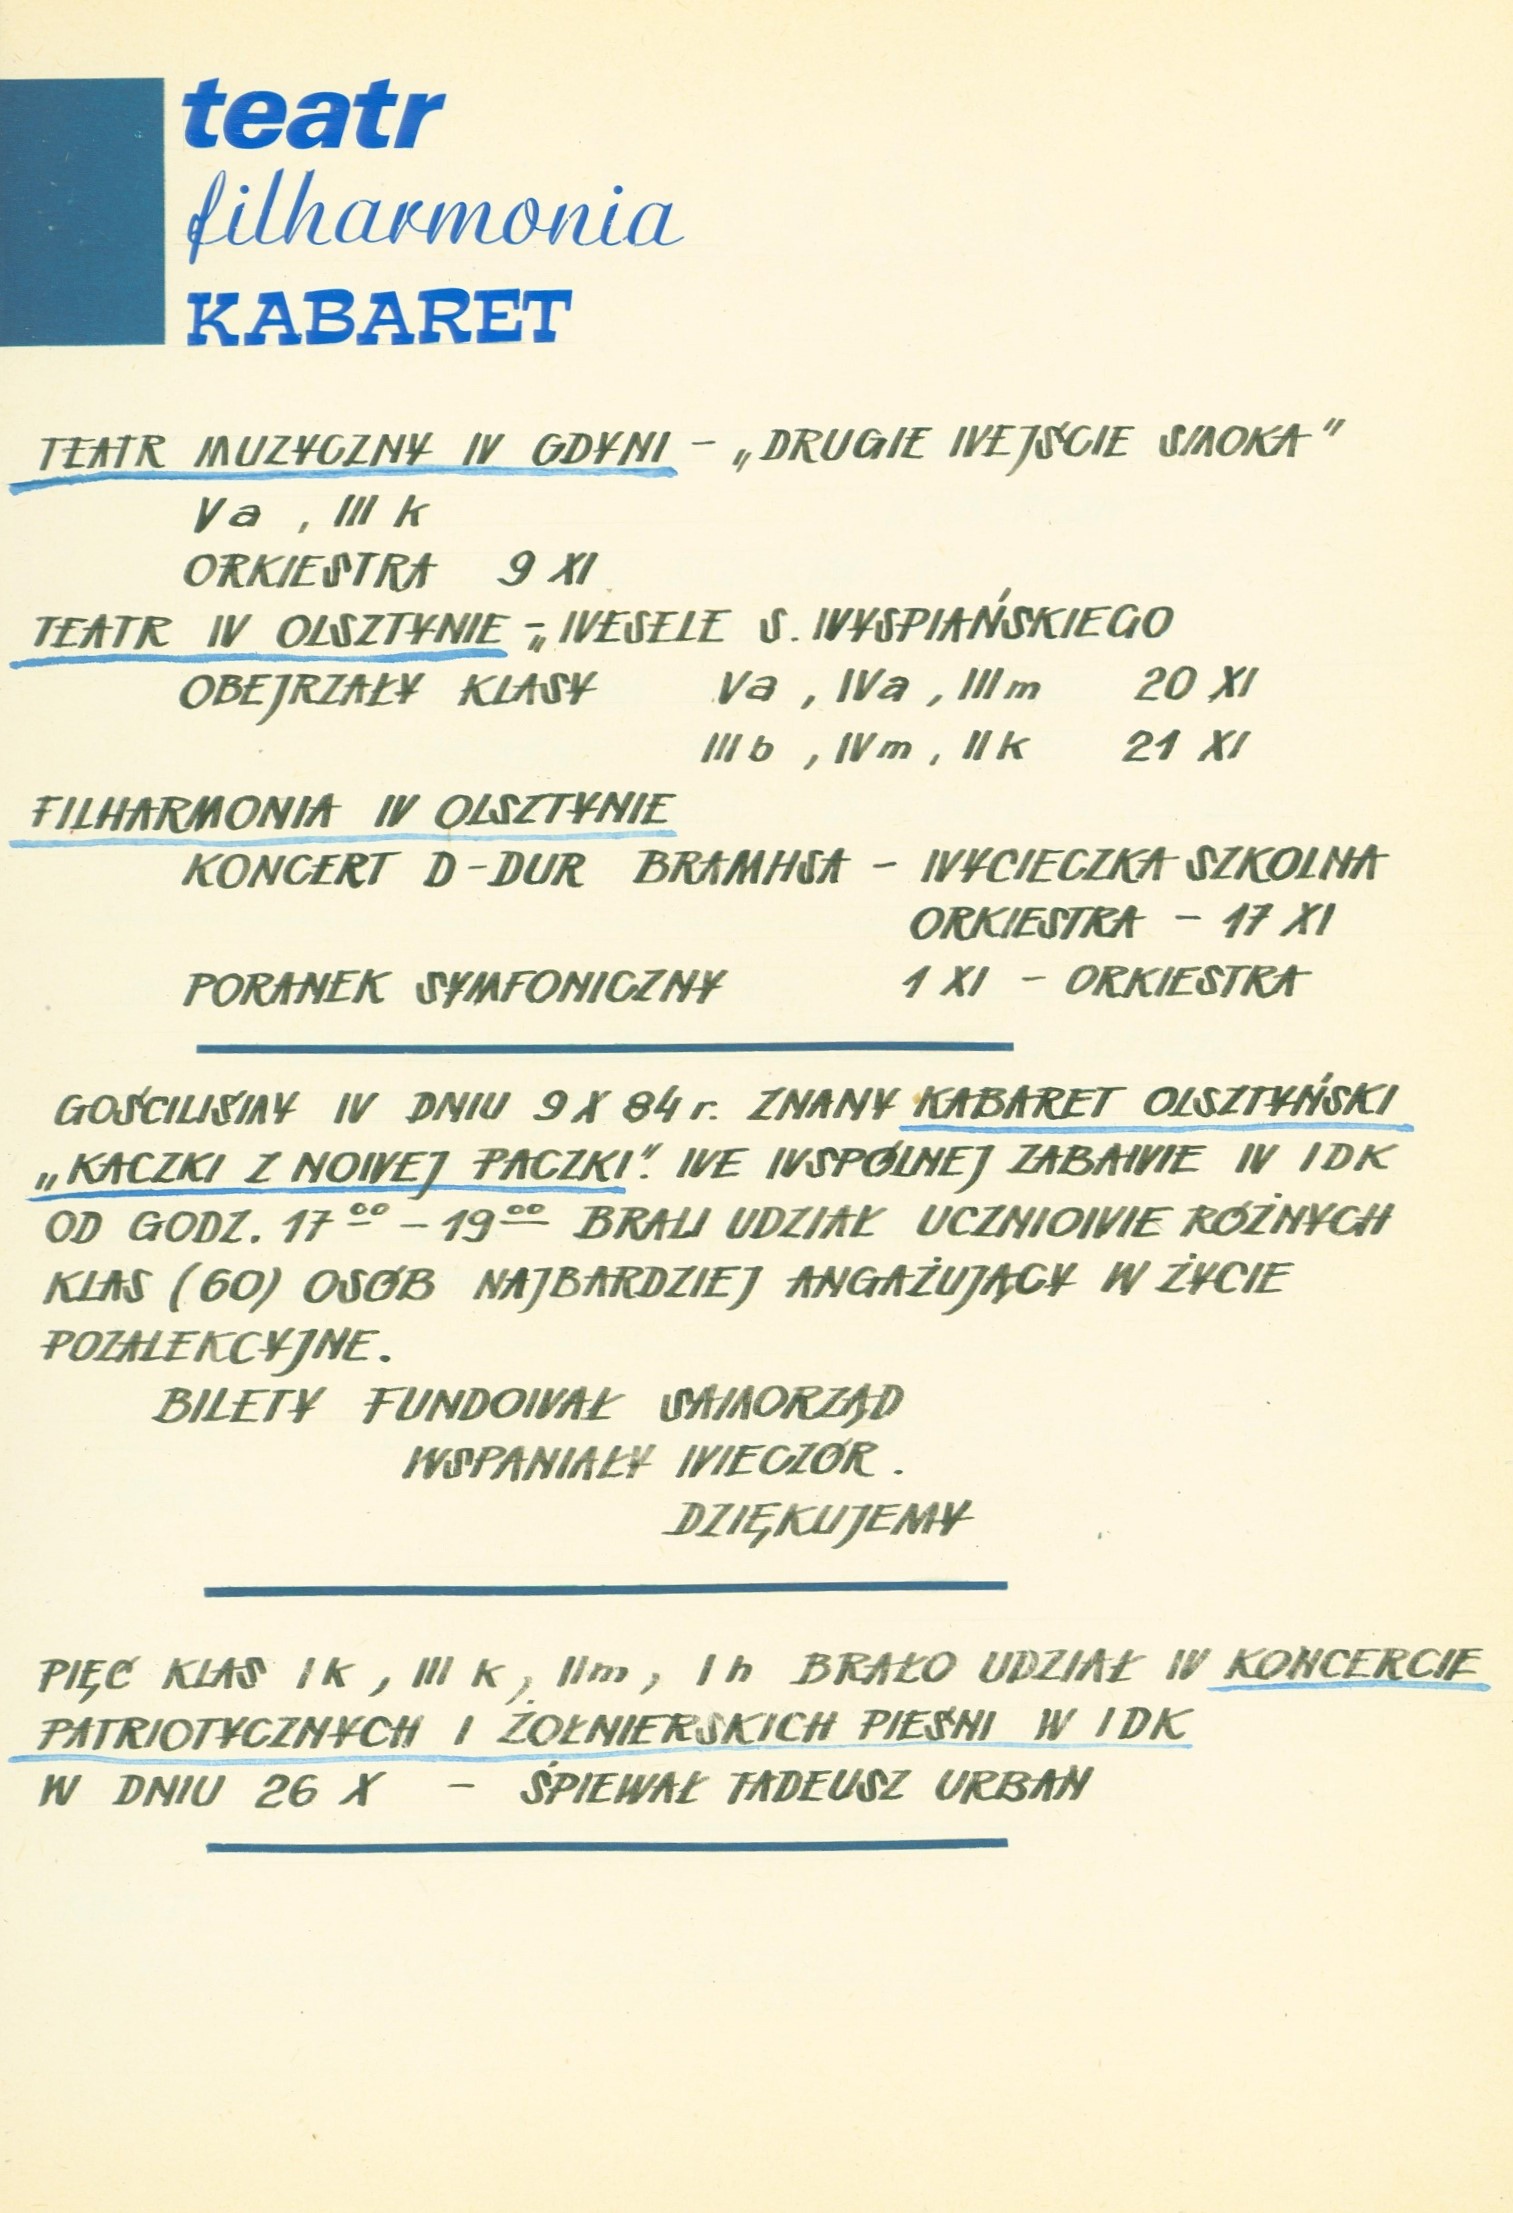 teatr
filharmonia
KABARET
TEATR MUZYCZNY W GDYNI – „DRUGIE WEJŚCIE SMOKA"
Va , III k
ORKIESTRA 9 XI
TEATR W OLSZTYNIE – „WESELE S. WYSPIAŃSKIEGO
OBEJRZAŁY KLASY Va , IVa , IIIm 20 XI
IIIb , IVm , IIk 21 XI
FILHARMONIA W OLSZTYNIE
KONCERT D-DUR BRAMHSA – WYCIECZKA SZKOLNA
ORKIESTRA – 17 XI
PORANEK SYMFONICZNY 1 XI – ORKIESTRA
GOŚCILIŚMY W DNIU 9 X 84 r. ZNANY KABARET OLSZTYŃSKI
„KACZKI Z NOWEJ PACZKI". WE WSPÓLNEJ ZABAWIE W IDK
OD GODZ. 17 00 – 19 00 BRALI UDZIAŁ UCZNIOWIE RÓŻNYCH
KLAS (60) OSÓB NAJBARDZIEJ ANGAŻUJĄCY W ŻYCIE
POZALEKCYJNE.
BILETY FUNDOWAŁ SAMORZĄD
WSPANIAŁY WIECZÓR.
DZIĘKUJEMY
PIĘĆ KLAS I k , III k , IIm , I h BRAŁO UDZIAŁ W KONCERCIE
PATRIOTYCZNYCH I ŻOŁNIERSKICH PIEŚNI W IDK
W DNIU 26 X – ŚPIEWAŁ TADEUSZ URBAN